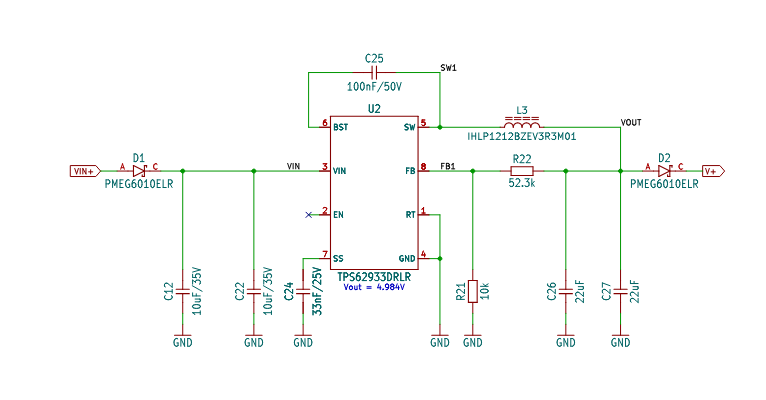 C25
100nF/50V
SW1
U2
6
BST
5
SW
L3
IHLP1212BZEV3R3M01
VOUT
VIN+
A
D1
C
PMEG6010ELR
VIN
3
VIN
8
FB
FB1
R22
52.3k
A
D2
C
PMEG6010ELR
V+
2
EN
1
RT
7
SS
4
GND
TPS62933DRLR
Vout = 4.984V
C12
10uF/35V
C22
10uF/35V
C24
33nF/25V
R21
10k
C26
22uF
C27
22uF
GND
GND
GND
GND
GND
GND
GND